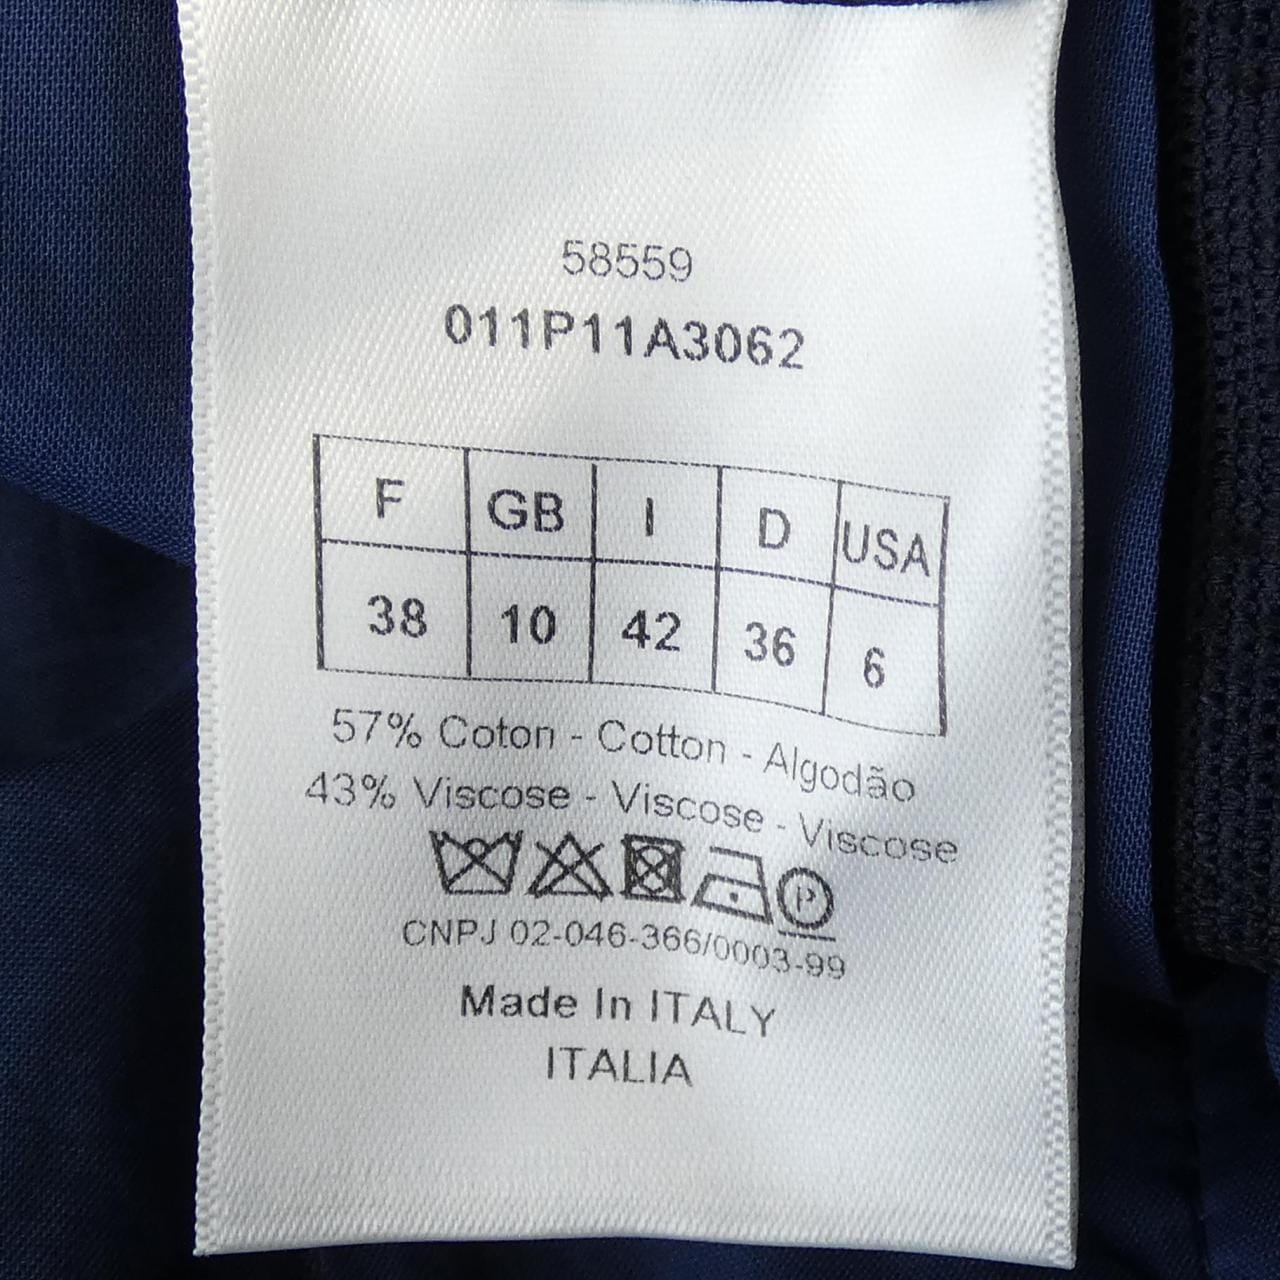 58559
011P11A3062
F GB I D USA
38 10 42 36 6
57% Coton - Cotton - Algodão
43% Viscose - Viscose - Viscose
P
CNPJ 02-046-366/0003-99
Made In ITALY
ITALIA